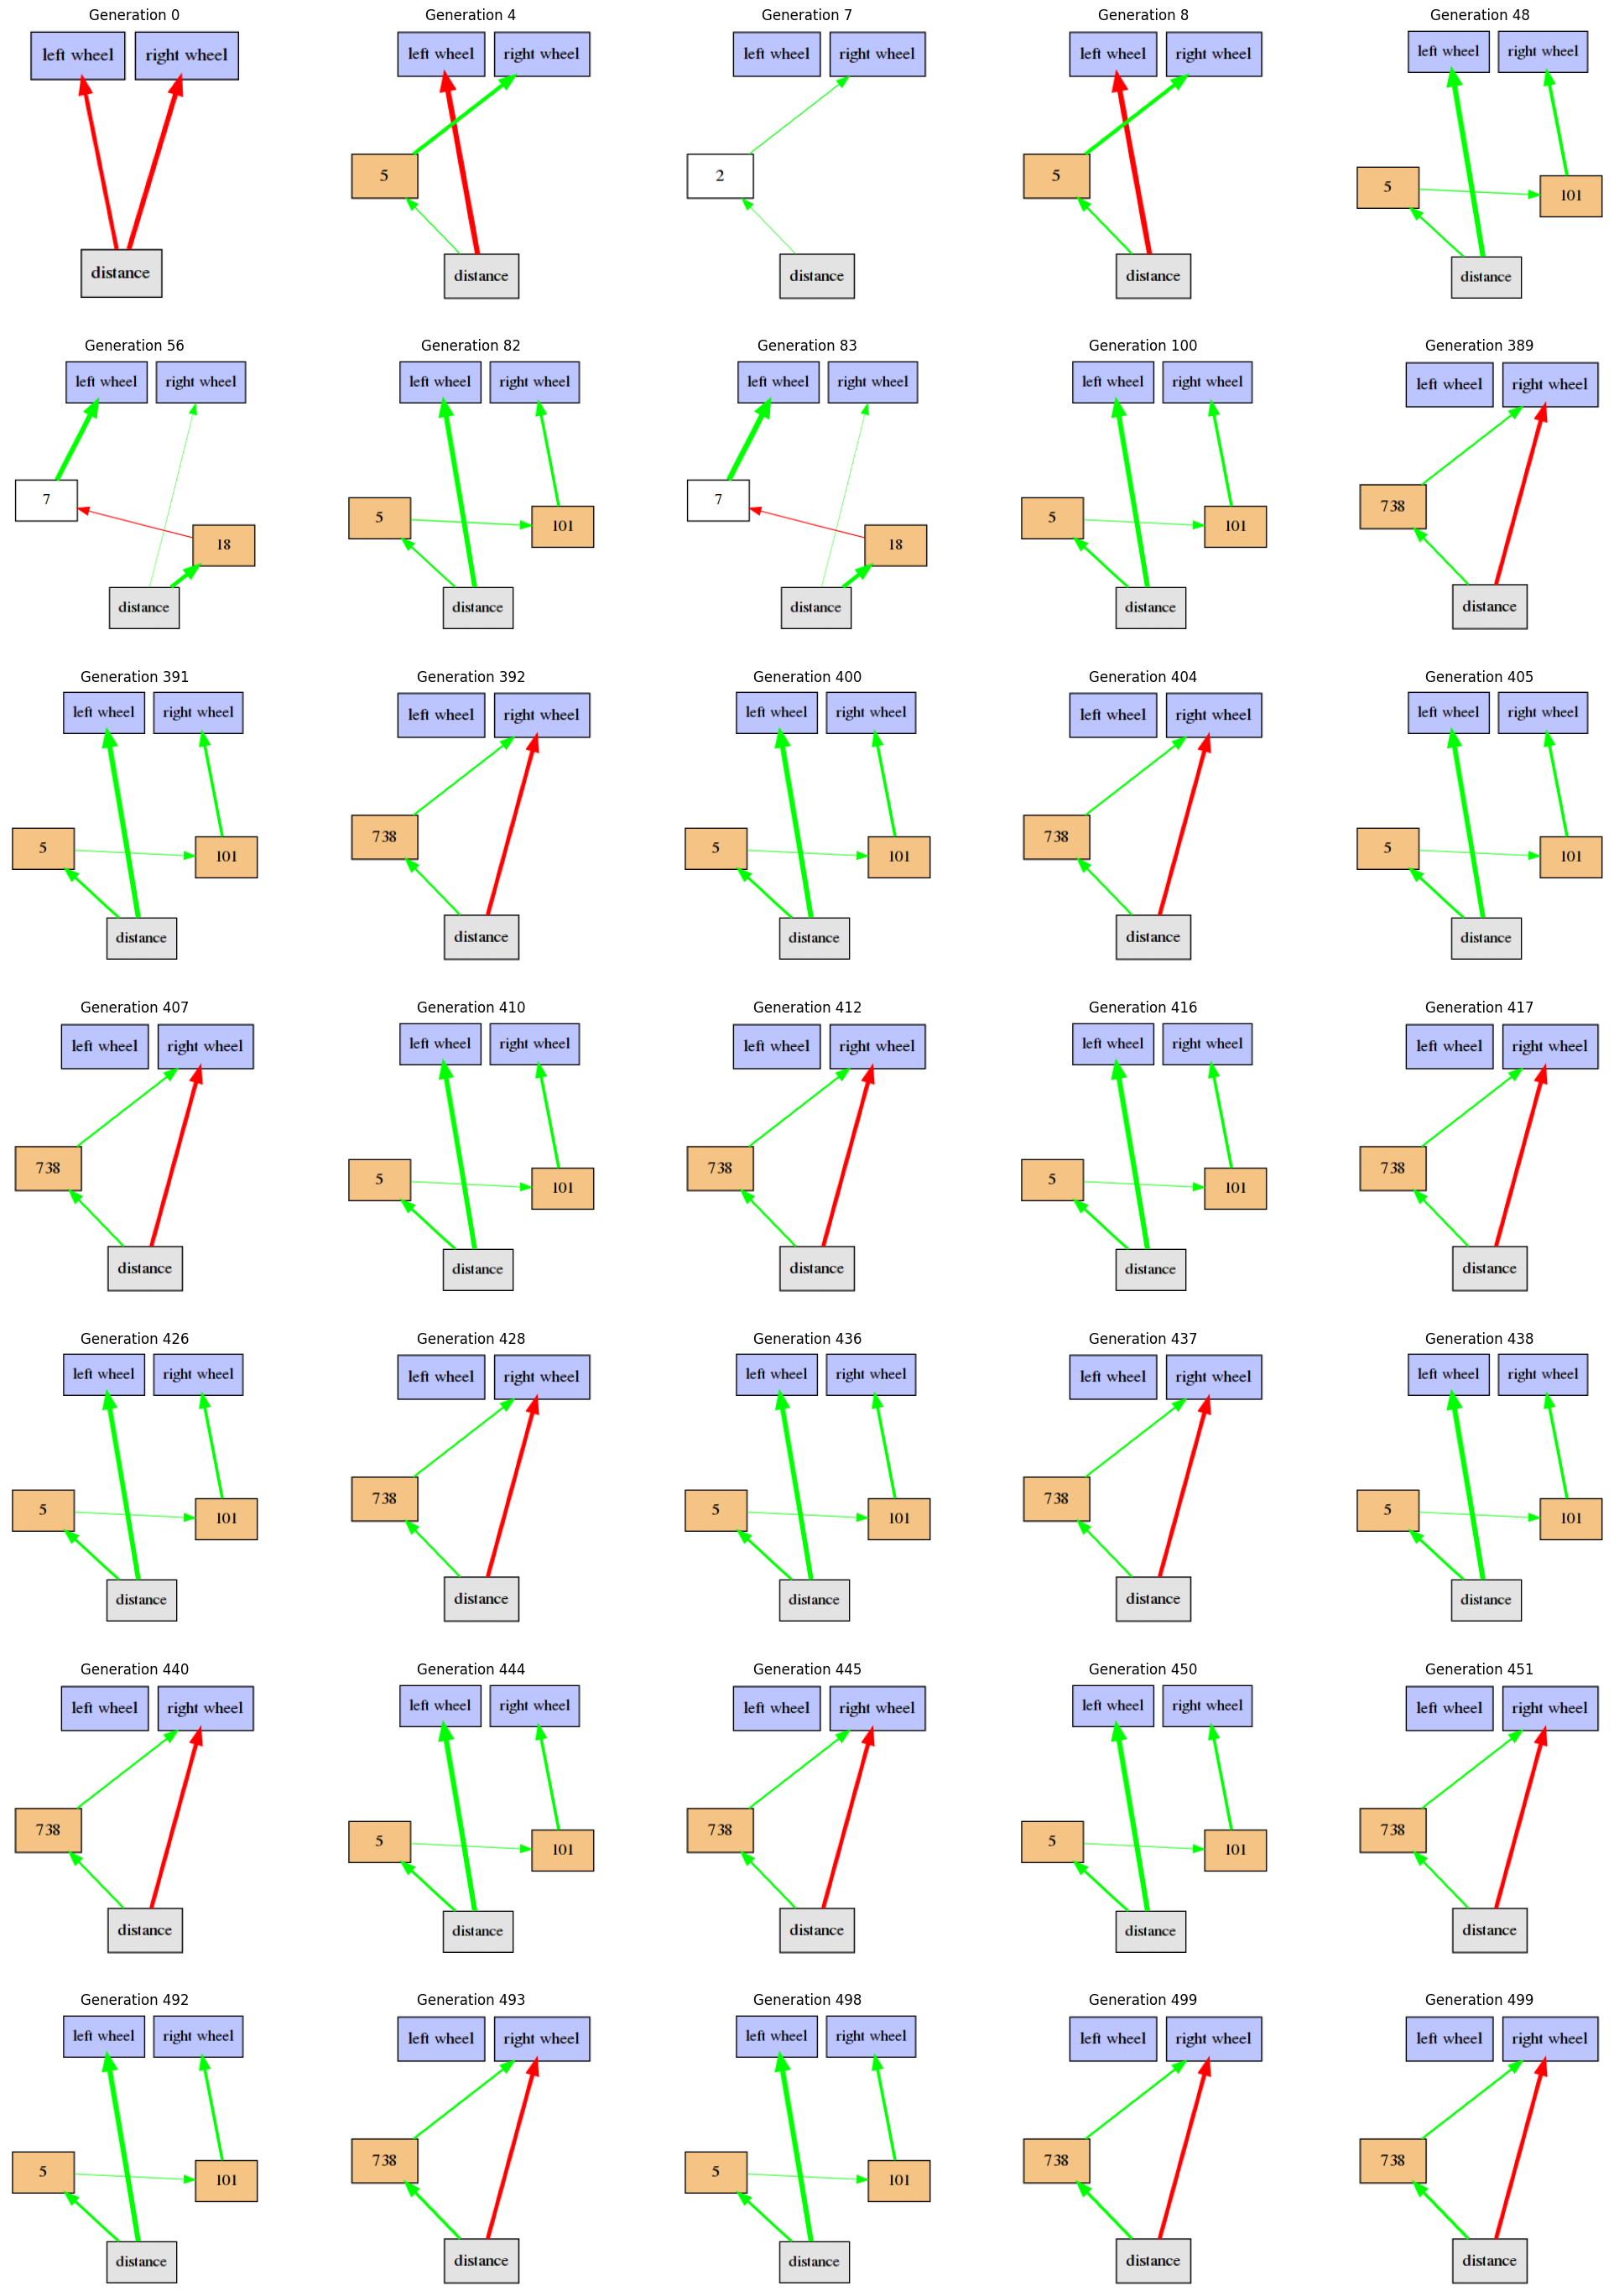 Generation 0
left wheel
right wheel
distance
Generation 4
left wheel
right wheel
5
distance
Generation 7
left wheel
right wheel
2
distance
Generation 8
left wheel
right wheel
5
distance
Generation 48
left wheel
right wheel
5
101
distance
Generation 56
left wheel
right wheel
7
18
distance
Generation 82
left wheel
right wheel
5
101
distance
Generation 83
left wheel
right wheel
7
18
distance
Generation 100
left wheel
right wheel
5
101
distance
Generation 389
left wheel
right wheel
738
distance
Generation 391
left wheel
right wheel
5
101
distance
Generation 392
left wheel
right wheel
738
distance
Generation 400
left wheel
right wheel
5
101
distance
Generation 404
left wheel
right wheel
738
distance
Generation 405
left wheel
right wheel
5
101
distance
Generation 407
left wheel
right wheel
738
distance
Generation 410
left wheel
right wheel
5
101
distance
Generation 412
left wheel
right wheel
738
distance
Generation 416
left wheel
right wheel
5
101
distance
Generation 417
left wheel
right wheel
738
distance
Generation 426
left wheel
right wheel
5
101
distance
Generation 428
left wheel
right wheel
738
distance
Generation 436
left wheel
right wheel
5
101
distance
Generation 437
left wheel
right wheel
738
distance
Generation 438
left wheel
right wheel
5
101
distance
Generation 440
left wheel
right wheel
738
distance
Generation 444
left wheel
right wheel
5
101
distance
Generation 445
left wheel
right wheel
738
distance
Generation 450
left wheel
right wheel
5
101
distance
Generation 451
left wheel
right wheel
738
distance
Generation 492
left wheel
right wheel
5
101
distance
Generation 493
left wheel
right wheel
738
distance
Generation 498
left wheel
right wheel
5
101
distance
Generation 499
left wheel
right wheel
738
distance
Generation 499
left wheel
right wheel
738
distance